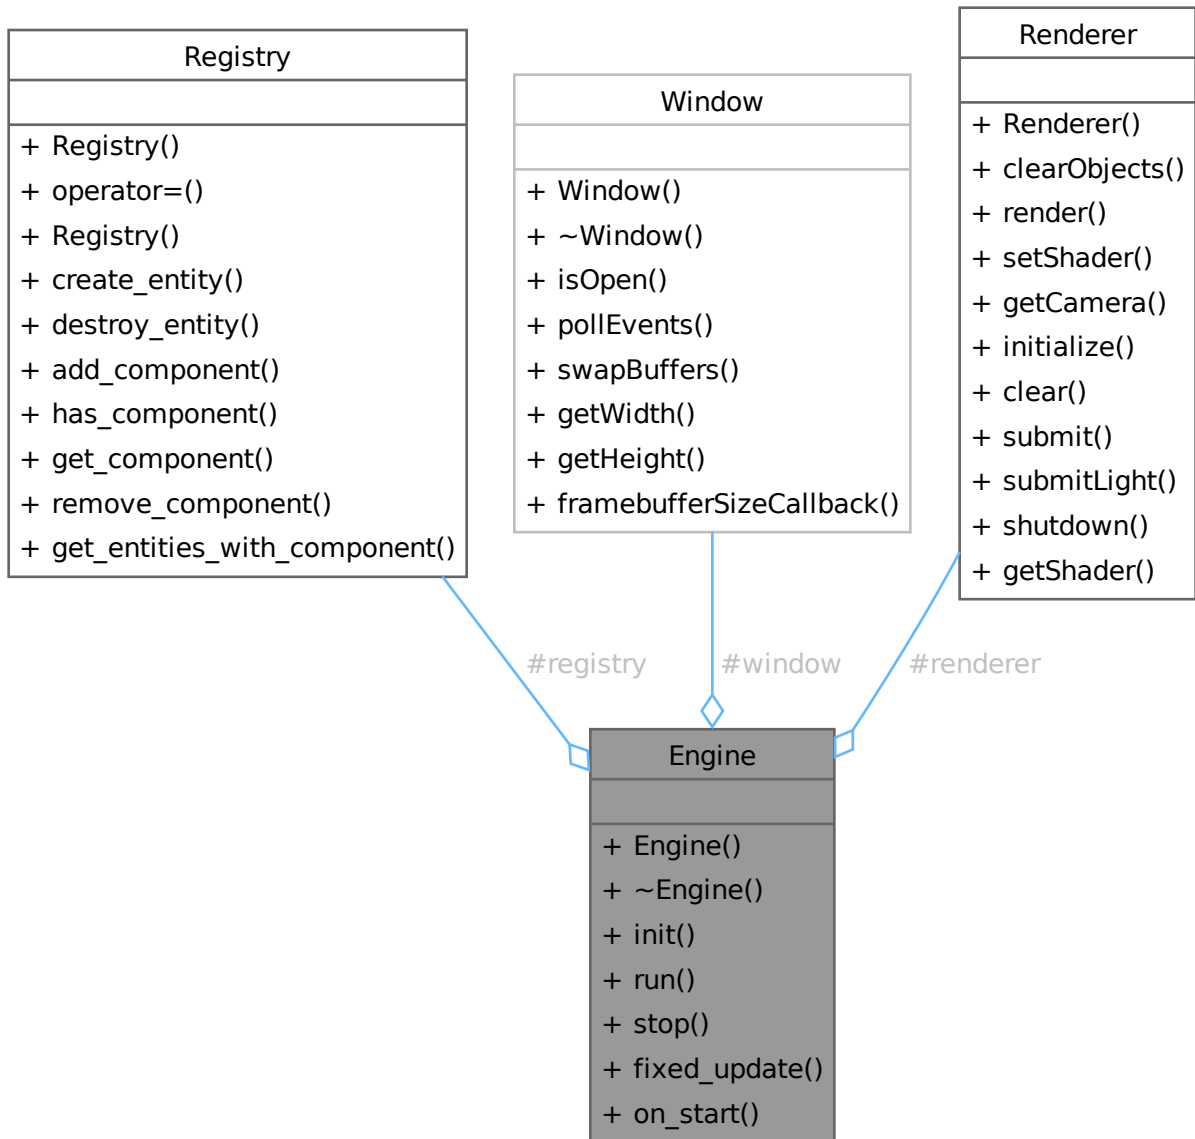 Registry
+ Registry()
+ operator=()
+ Registry()
+ create_entity()
+ destroy_entity()
+ add_component()
+ has_component()
+ get_component()
+ remove_component()
+ get_entities_with_component()
Window
+ Window()
+ ~Window()
+ isOpen()
+ pollEvents()
+ swapBuffers()
+ getWidth()
+ getHeight()
+ framebufferSizeCallback()
Renderer
+ Renderer()
+ clearObjects()
+ render()
+ setShader()
+ getCamera()
+ initialize()
+ clear()
+ submit()
+ submitLight()
+ shutdown()
+ getShader()
#registry
#window
#renderer
Engine
+ Engine()
+ ~Engine()
+ init()
+ run()
+ stop()
+ fixed_update()
+ on_start()